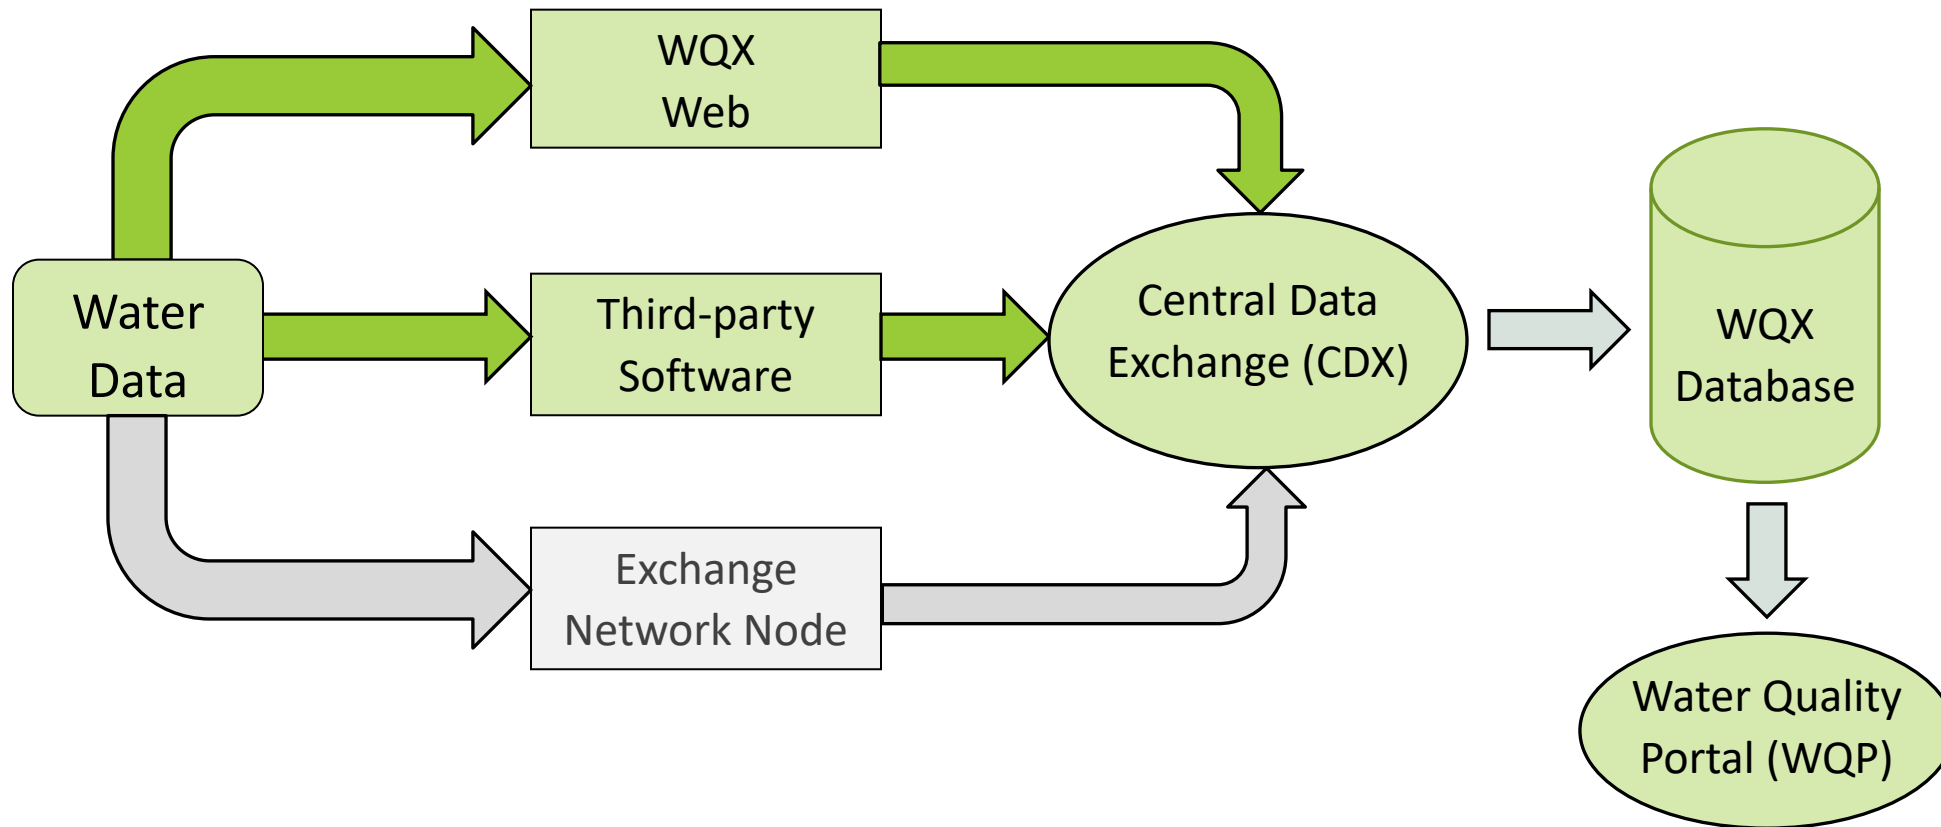 WQX
Web
Water
Data
Third-party
Software
Central Data
Exchange (CDX)
WQX
Database
Exchange
Network Node
Water Quality
Portal (WQP)